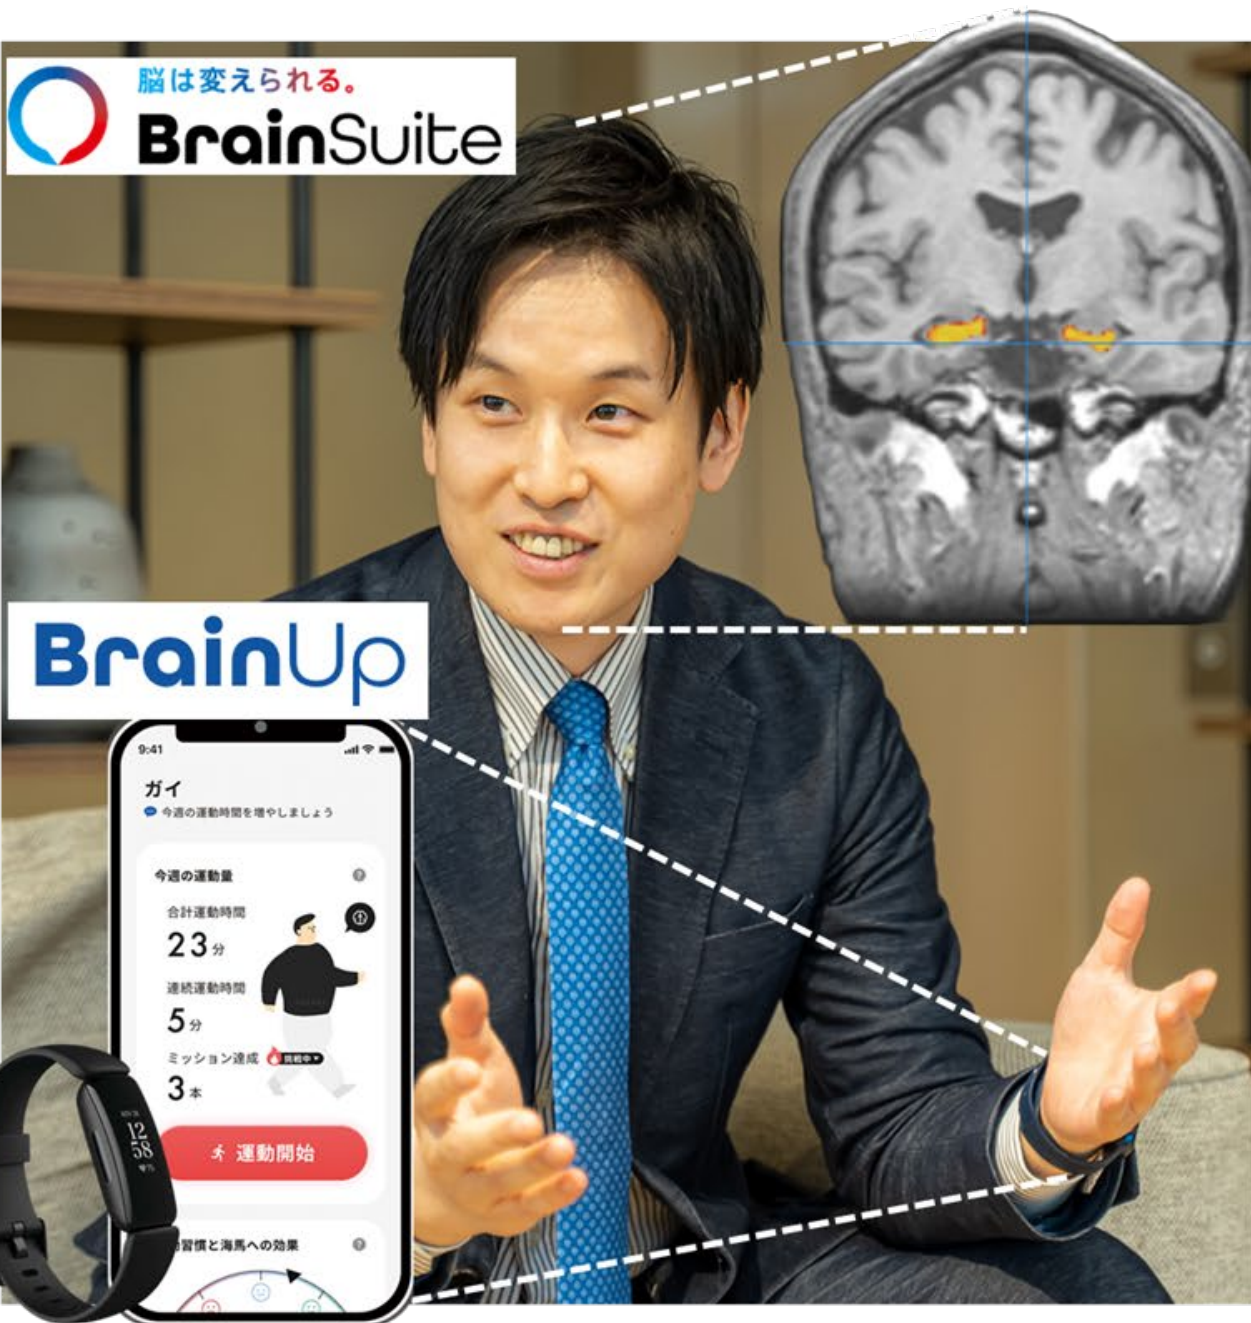 脳は変えられる。
BrainSuite
BrainUp
9:41
ガイ
今週の運動時間を増やしましょう
今週の運動量
合計運動時間
23分
連続運動時間
5分
ミッション達成 挑戦中
3本
12
58
運動開始
習慣と海馬への効果